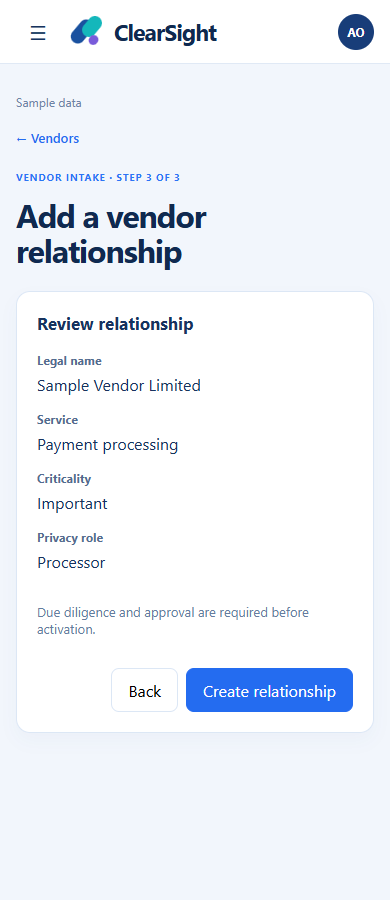 ☰ ClearSight AO
Sample data
← Vendors
VENDOR INTAKE • STEP 3 OF 3
Add a vendor
relationship
Review relationship
Legal name
Sample Vendor Limited
Service
Payment processing
Criticality
Important
Privacy role
Processor
Due diligence and approval are required before
activation.
Back Create relationship